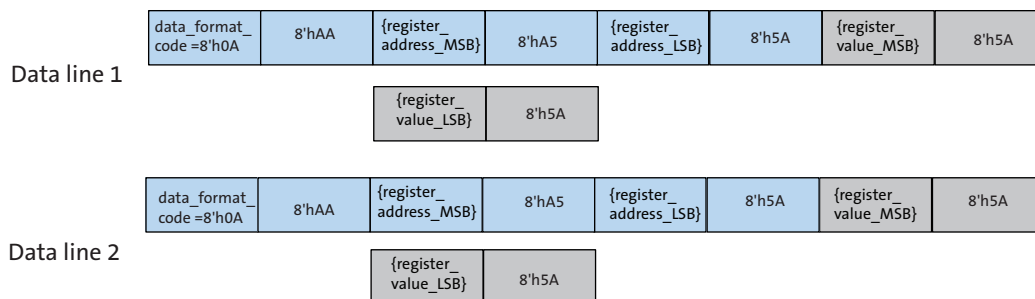 data_format_
code =8'h0A
8'hAA
{register_
address_MSB}
8'hA5
{register_
address_LSB}
8'h5A
{register_
value_MSB}
8'h5A
Data line 1
{register_
value_LSB}
8'h5A
data_format_
code =8'h0A
8'hAA
{register_
address_MSB}
8'hA5
{register_
address_LSB}
8'h5A
{register_
value_MSB}
8'h5A
Data line 2
{register_
value_LSB}
8'h5A